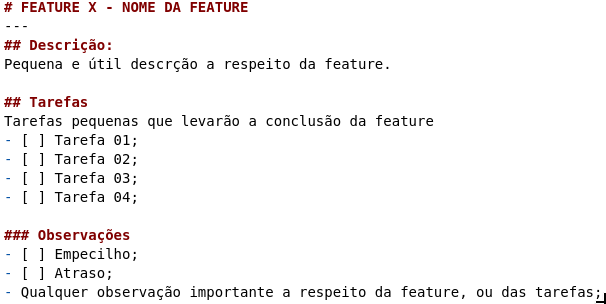 # FEATURE X - NOME DA FEATURE
---
## Descrição:
Pequena e útil descrção a respeito da feature.
## Tarefas
Tarefas pequenas que levarão a conclusão da feature
- [ ] Tarefa 01;
- [ ] Tarefa 02;
- [ ] Tarefa 03;
- [ ] Tarefa 04;
### Observações
- [ ] Empecilho;
- [ ] Atraso;
- Qualquer observação importante a respeito da feature, ou das tarefas;